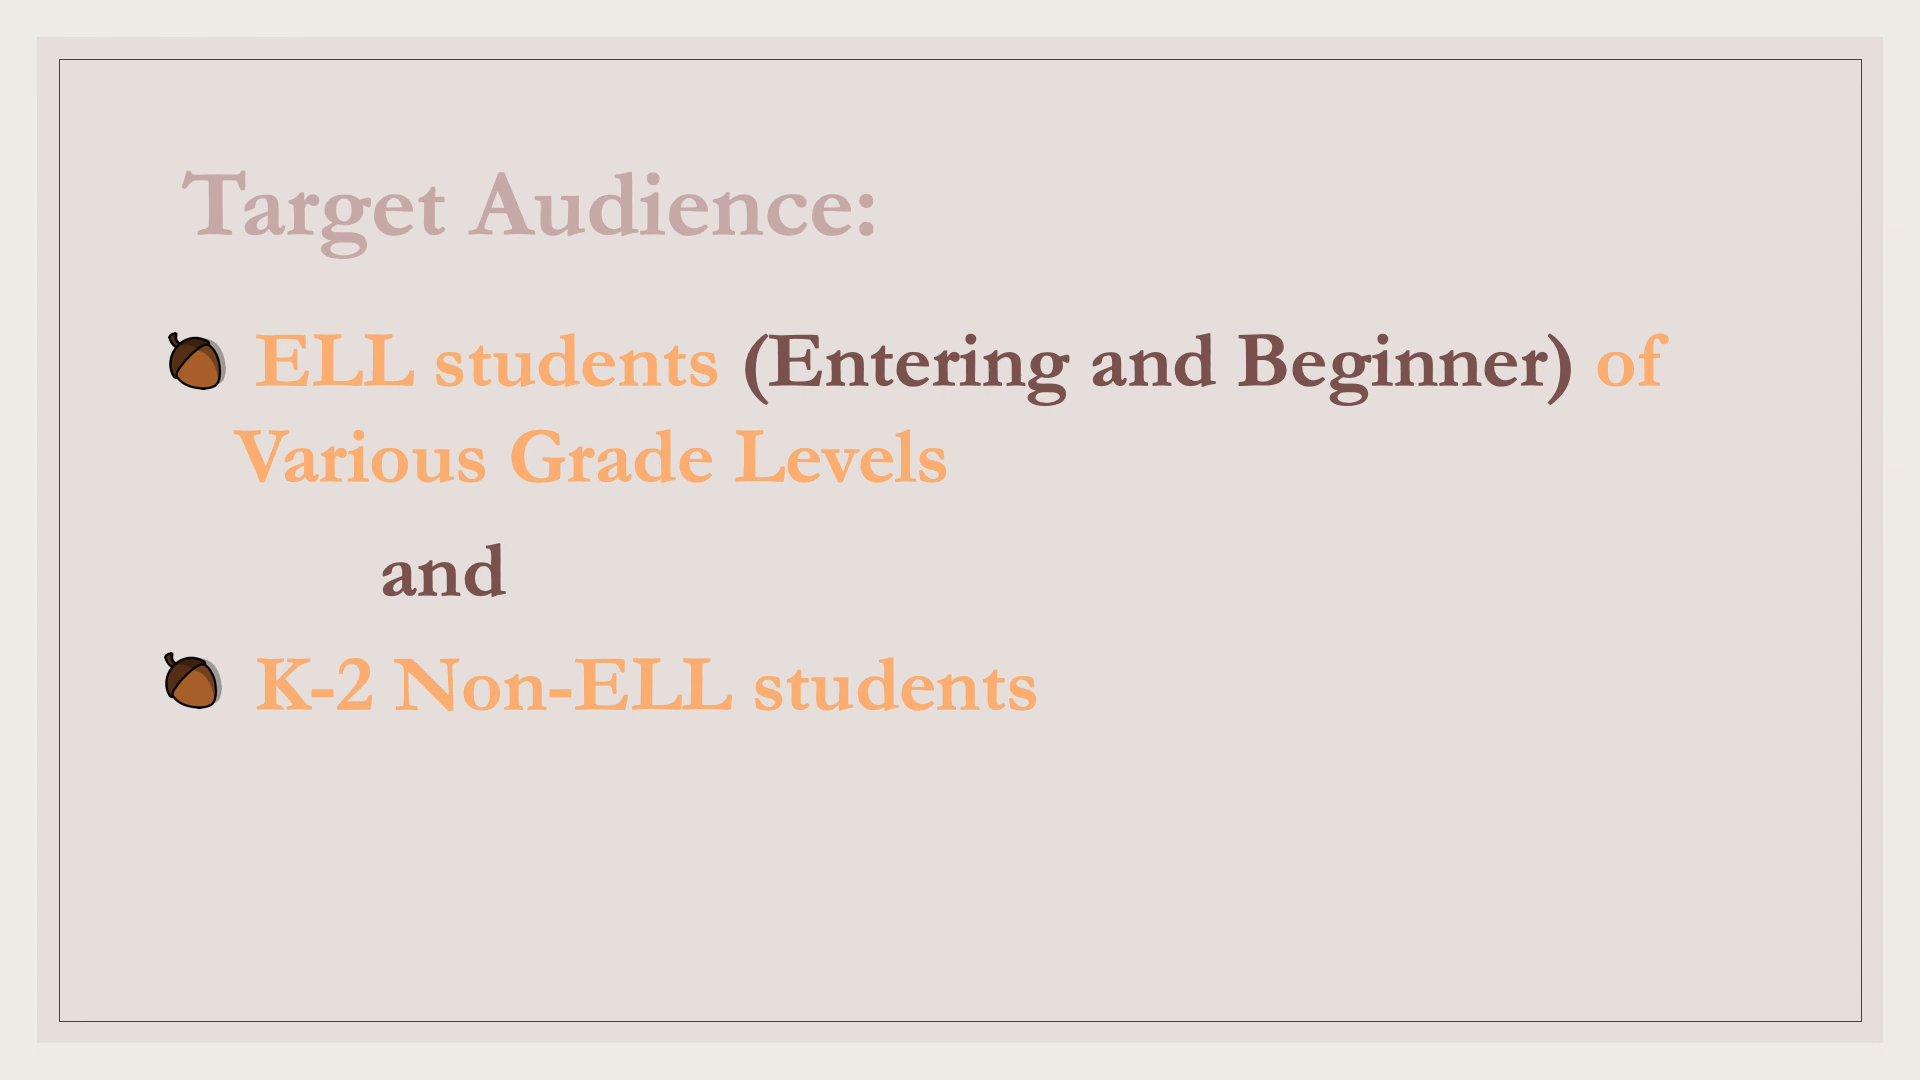 Target Audience:
ELL students (Entering and Beginner) of
Various Grade Levels
and
K-2 Non-ELL students